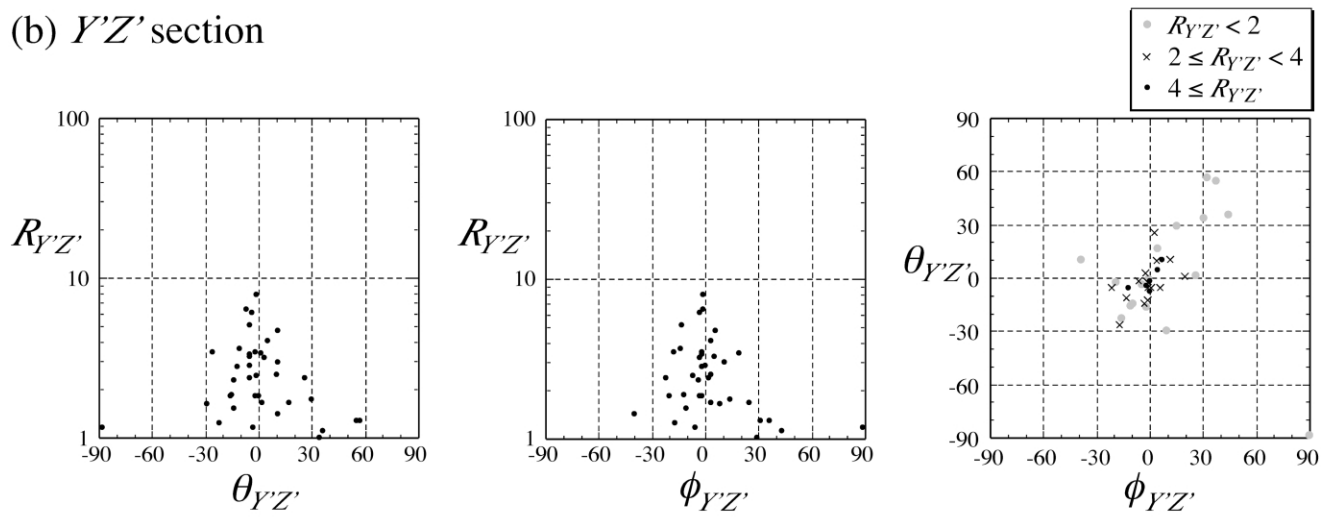 (b) Y'Z' section
R_{Y'Z'} < 2
2 ≤ R_{Y'Z'} < 4
4 ≤ R_{Y'Z'}
100
R_{Y'Z'}
10
1
-90 -60 -30 0 30 60 90
θ_{Y'Z'}
100
R_{Y'Z'}
10
1
-90 -60 -30 0 30 60 90
ϕ_{Y'Z'}
90
60
30
θ_{Y'Z'}
0
-30
-60
-90
-90 -60 -30 0 30 60 90
ϕ_{Y'Z'}